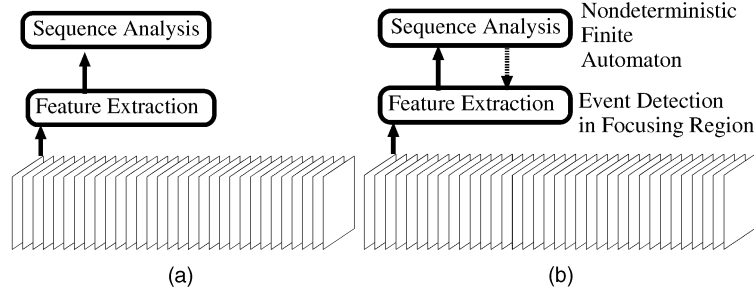 Sequence Analysis
Feature Extraction
(a)
Sequence Analysis
Nondeterministic
Finite
Automaton
Feature Extraction
Event Detection
in Focusing Region
(b)